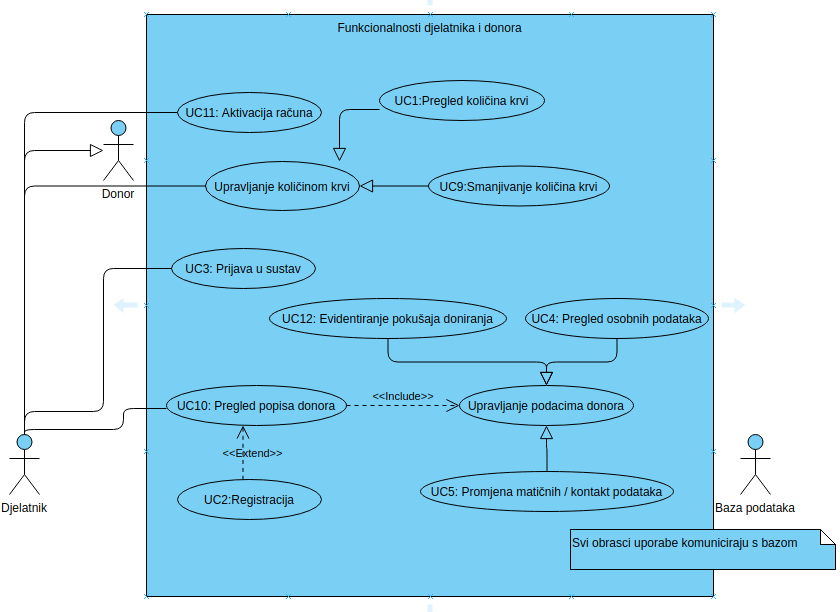 Funkcionalnosti djelatnika i donora
UC1:Pregled količina krvi
UC11: Aktivacija računa
Donor
Upravljanje količinom krvi
UC9:Smanjivanje količina krvi
UC3: Prijava u sustav
UC12: Evidentiranje pokušaja doniranja
UC4: Pregled osobnih podataka
<<Include>>
UC10: Pregled popisa donora
Upravljanje podacima donora
<<Extend>>
UC2:Registracija
UC5: Promjena matičnih / kontakt podataka
Djelatnik
Baza podataka
Svi obrasci uporabe komuniciraju s bazom